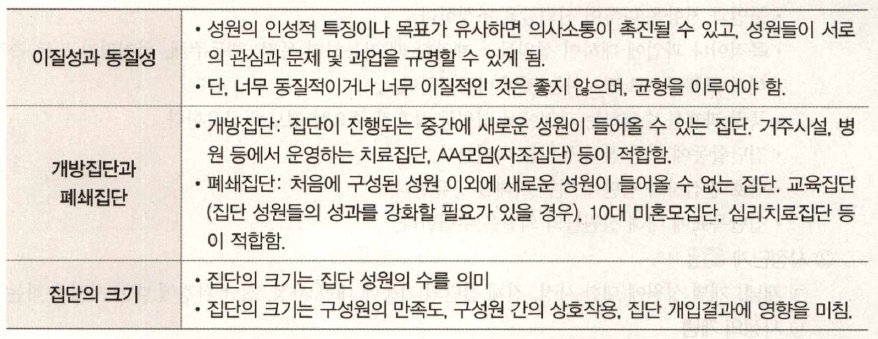 이질성과 동질성
• 성원의 인성적 특징이나 목표가 유사하면 의사소통이 촉진될 수 있고, 성원들이 서로
의 관심과 문제 및 과업을 규명할 수 있게 됨.
• 단, 너무 동질적이거나 너무 이질적인 것은 좋지 않으며, 균형을 이루어야 함.
개방집단과
폐쇄집단
• 개방집단: 집단이 진행되는 중간에 새로운 성원이 들어올 수 있는 집단. 거주시설, 병
원 등에서 운영하는 치료집단, AA모임(자조집단) 등이 적합함.
• 폐쇄집단: 처음에 구성된 성원 이외에 새로운 성원이 들어올 수 없는 집단. 교육집단
(집단 성원들의 성과를 강화할 필요가 있을 경우), 10대 미혼모집단, 심리치료집단 등
이 적합함.
집단의 크기
• 집단의 크기는 집단 성원의 수를 의미
• 집단의 크기는 구성원의 만족도, 구성원 간의 상호작용, 집단 개입결과에 영향을 미침.